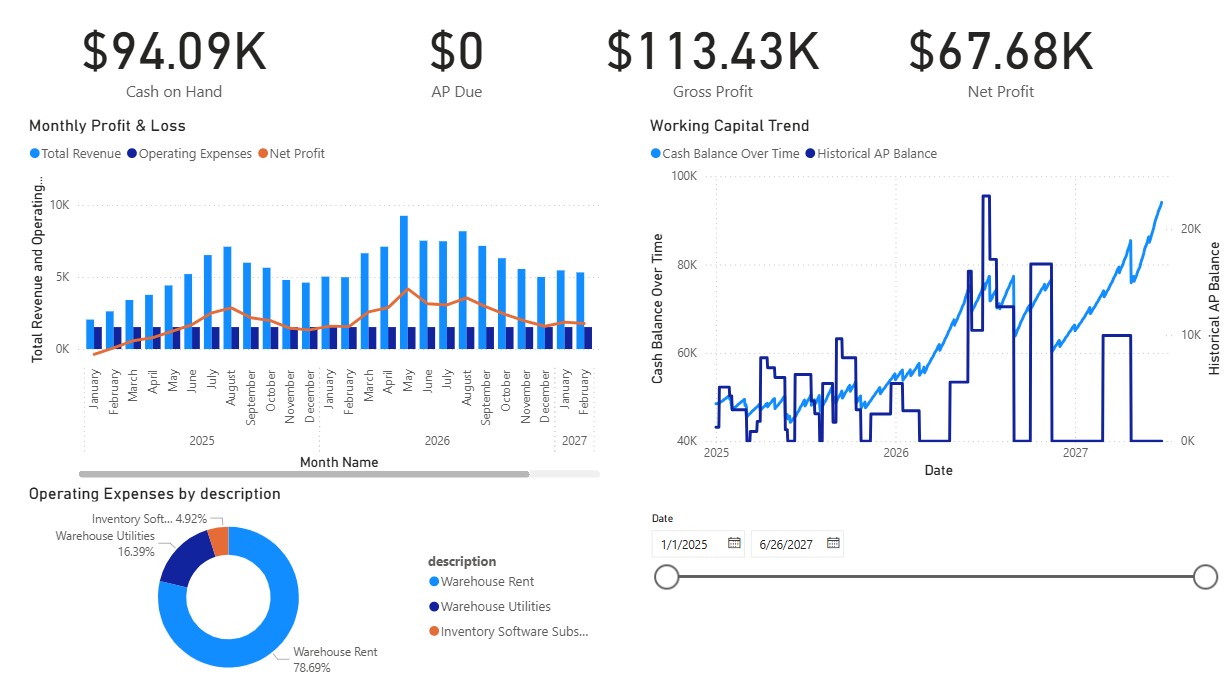 $94.09K
Cash on Hand
$0
AP Due
$113.43K
Gross Profit
$67.68K
Net Profit
Monthly Profit & Loss
Total Revenue
Operating Expenses
Net Profit
Total Revenue and Operating...
10K
5K
0K
January
February
March
April
May
June
July
August
September
October
November
December
January
February
March
April
May
June
July
August
September
October
November
December
January
February
2025
2026
2027
Month Name
Working Capital Trend
Cash Balance Over Time
Historical AP Balance
Cash Balance Over Time
100K
80K
60K
40K
20K
10K
0K
Historical AP Balance
2025
2026
2027
Date
Operating Expenses by description
Inventory Soft... 4.92%
Warehouse Utilities
16.39%
Warehouse Rent
78.69%
description
Warehouse Rent
Warehouse Utilities
Inventory Software Subs...
Date
1/1/2025
6/26/2027